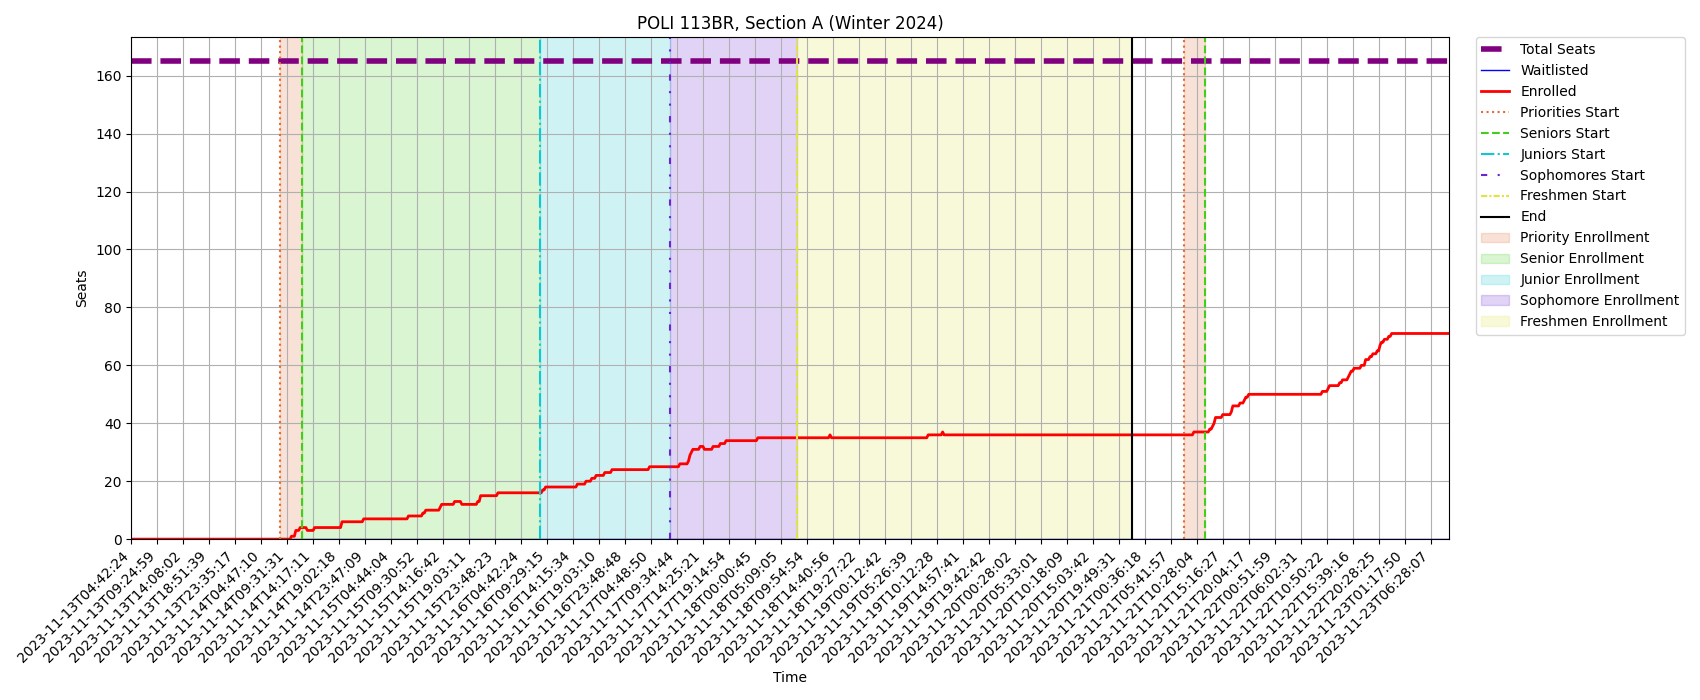 POLI 113BR, Section A (Winter 2024)
Seats
160
140
120
100
80
60
40
20
0
2023-11-13T04:42:24
2023-11-13T09:24:59
2023-11-13T14:08:02
2023-11-13T18:51:39
2023-11-13T23:35:17
2023-11-14T04:47:10
2023-11-14T09:31:31
2023-11-14T14:17:11
2023-11-14T19:02:18
2023-11-14T23:47:09
2023-11-15T04:44:04
2023-11-15T09:30:52
2023-11-15T14:16:42
2023-11-15T19:03:11
2023-11-15T23:48:23
2023-11-16T04:42:24
2023-11-16T09:29:15
2023-11-16T14:15:34
2023-11-16T19:03:10
2023-11-16T23:48:48
2023-11-17T04:48:50
2023-11-17T09:34:44
2023-11-17T14:25:21
2023-11-17T19:14:54
2023-11-18T00:00:45
2023-11-18T05:09:05
2023-11-18T09:54:54
2023-11-18T14:40:56
2023-11-18T19:27:22
2023-11-19T00:12:42
2023-11-19T05:26:39
2023-11-19T10:12:28
2023-11-19T14:57:41
2023-11-19T19:42:42
2023-11-20T00:28:02
2023-11-20T05:33:01
2023-11-20T10:18:09
2023-11-20T15:03:42
2023-11-20T19:49:31
2023-11-21T00:36:18
2023-11-21T05:41:57
2023-11-21T10:28:04
2023-11-21T15:16:27
2023-11-21T20:04:17
2023-11-22T00:51:59
2023-11-22T06:02:31
2023-11-22T10:50:22
2023-11-22T15:39:16
2023-11-22T20:28:25
2023-11-23T01:17:50
2023-11-23T06:28:07
Time
Total Seats
Waitlisted
Enrolled
Priorities Start
Seniors Start
Juniors Start
Sophomores Start
Freshmen Start
End
Priority Enrollment
Senior Enrollment
Junior Enrollment
Sophomore Enrollment
Freshmen Enrollment